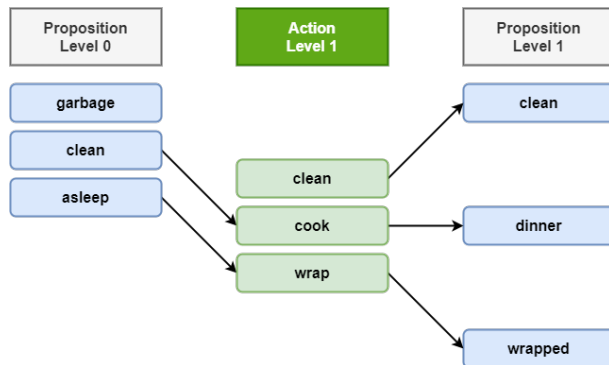 Proposition
Level 0
Action
Level 1
Proposition
Level 1
garbage
clean
asleep
clean
cook
wrap
clean
dinner
wrapped